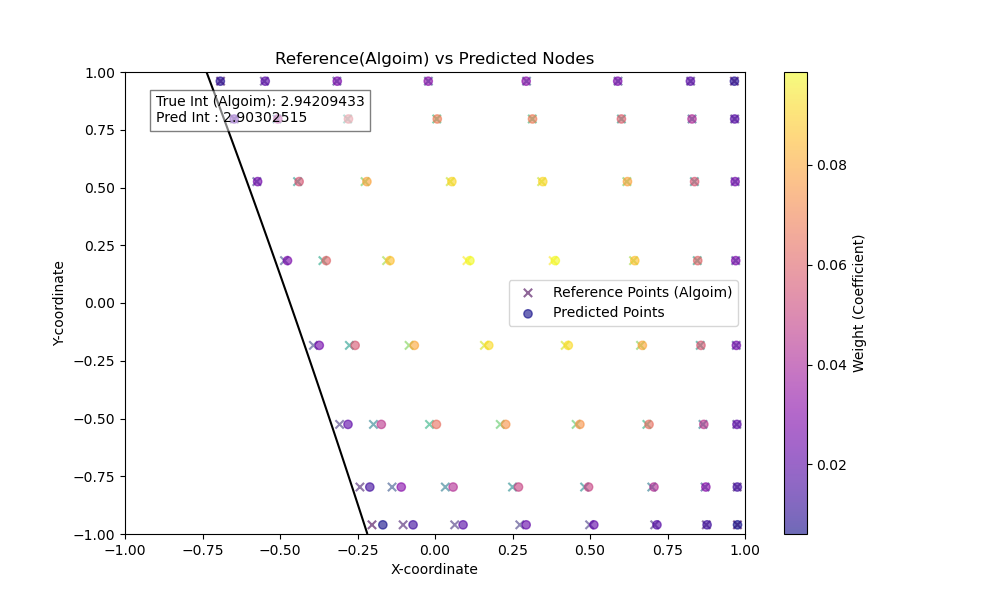 Reference(Algoim) vs Predicted Nodes
True Int (Algoim): 2.94209433
Pred Int : 2.90302515
Reference Points (Algoim)
Predicted Points
1.00
0.75
0.50
0.25
0.00
−0.25
−0.50
−0.75
−1.00
Y-coordinate
−1.00
−0.75
−0.50
−0.25
0.00
0.25
0.50
0.75
1.00
X-coordinate
0.08
0.06
0.04
0.02
Weight (Coefficient)